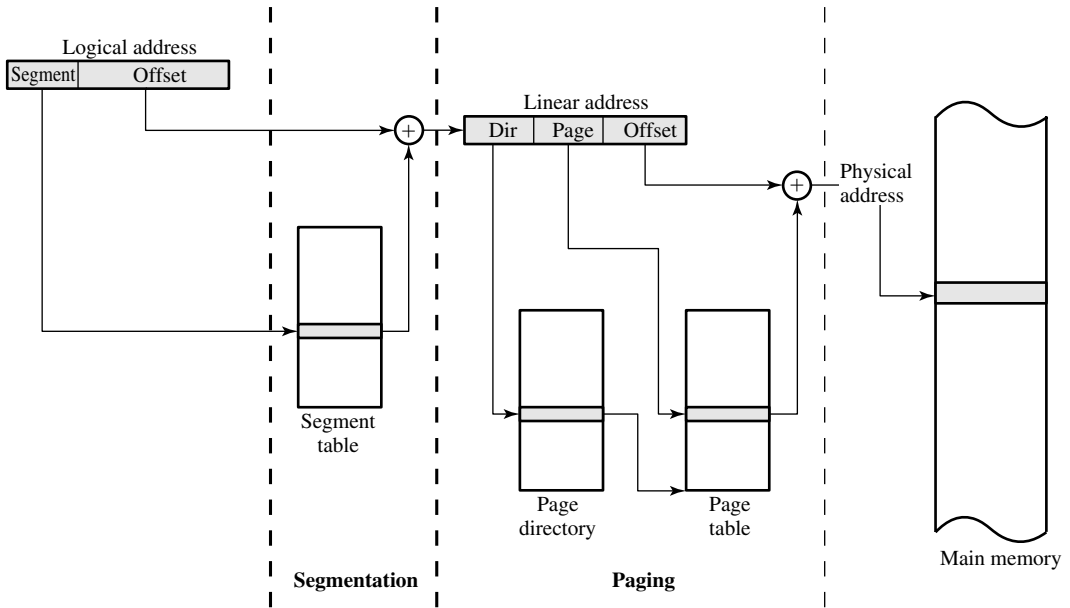 Logical address
Segment Offset
+
Linear address
Dir Page Offset
+
Physical
address
Segment
table
Page
directory
Page
table
Main memory
Segmentation
Paging